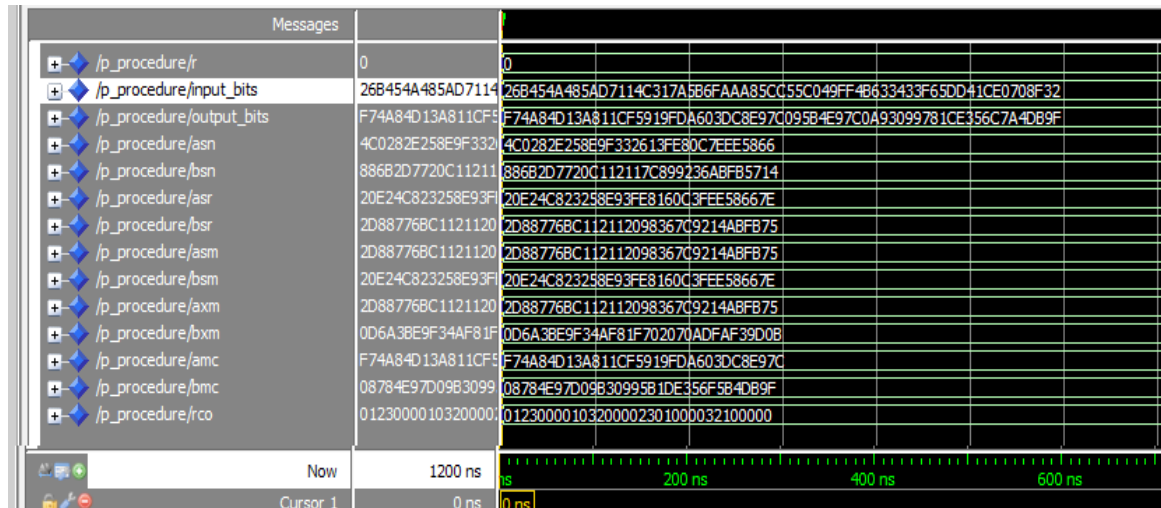 Messages
/p_procedure/r 0 0
/p_procedure/input_bits 26B454A485AD7114 26B454A485AD7114C317A5B6FAAA85CC55C049FF4B633433F65DD41CE0708F32
/p_procedure/output_bits F74A84D13A811CF5 F74A84D13A811CF5919FDA603DC8E97C095B4E97C0A93099781CE356C7A4DB9F
/p_procedure/asn 4C0282E258E9F332 4C0282E258E9F332613FE80C7EEE5866
/p_procedure/bsn 886B2D7720C11211 886B2D7720C112117C899236ABFB5714
/p_procedure/asr 20E24C823258E93F 20E24C823258E93FE8160C3FEE58667E
/p_procedure/bsr 2D88776BC1121120 2D88776BC112112098367C9214ABFB75
/p_procedure/asm 2D88776BC1121120 2D88776BC112112098367C9214ABFB75
/p_procedure/bsm 20E24C823258E93F 20E24C823258E93FE8160C3FEE58667E
/p_procedure/axm 2D88776BC1121120 2D88776BC112112098367C9214ABFB75
/p_procedure/bxm 0D6A3BE9F34AF81F 0D6A3BE9F34AF81F702070ADFAF39D0B
/p_procedure/amc F74A84D13A811CF5 F74A84D13A811CF5919FDA603DC8E97C
/p_procedure/bmc 08784E97D09B3099 08784E97D09B30995B1DE356F5B4DB9F
/p_procedure/rco 0123000010320000 01230000103200002301000032100000
Now 1200 ns ns 200 ns 400 ns 600 ns
Cursor 1 0 ns 0 ns